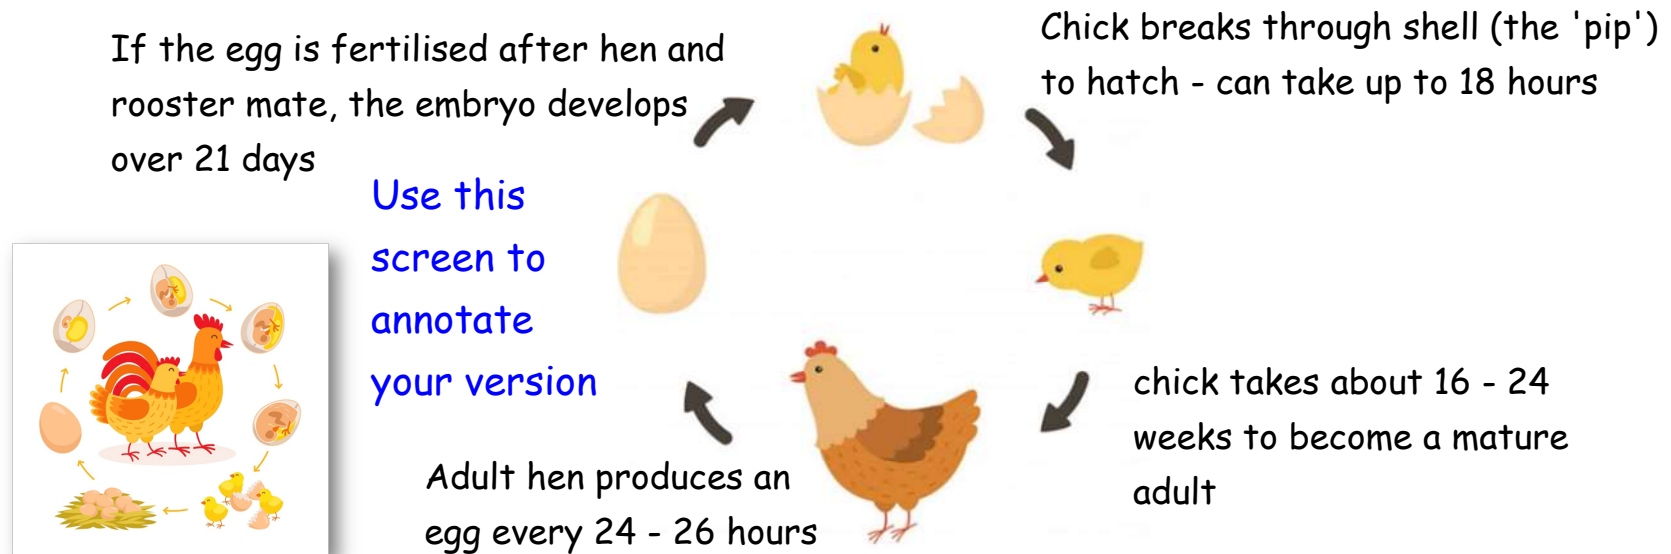 If the egg is fertilised after hen and
rooster mate, the embryo develops
over 21 days
Chick breaks through shell (the 'pip')
to hatch - can take up to 18 hours
Use this
screen to
annotate
your version
chick takes about 16 - 24
weeks to become a mature
adult
Adult hen produces an
egg every 24 - 26 hours